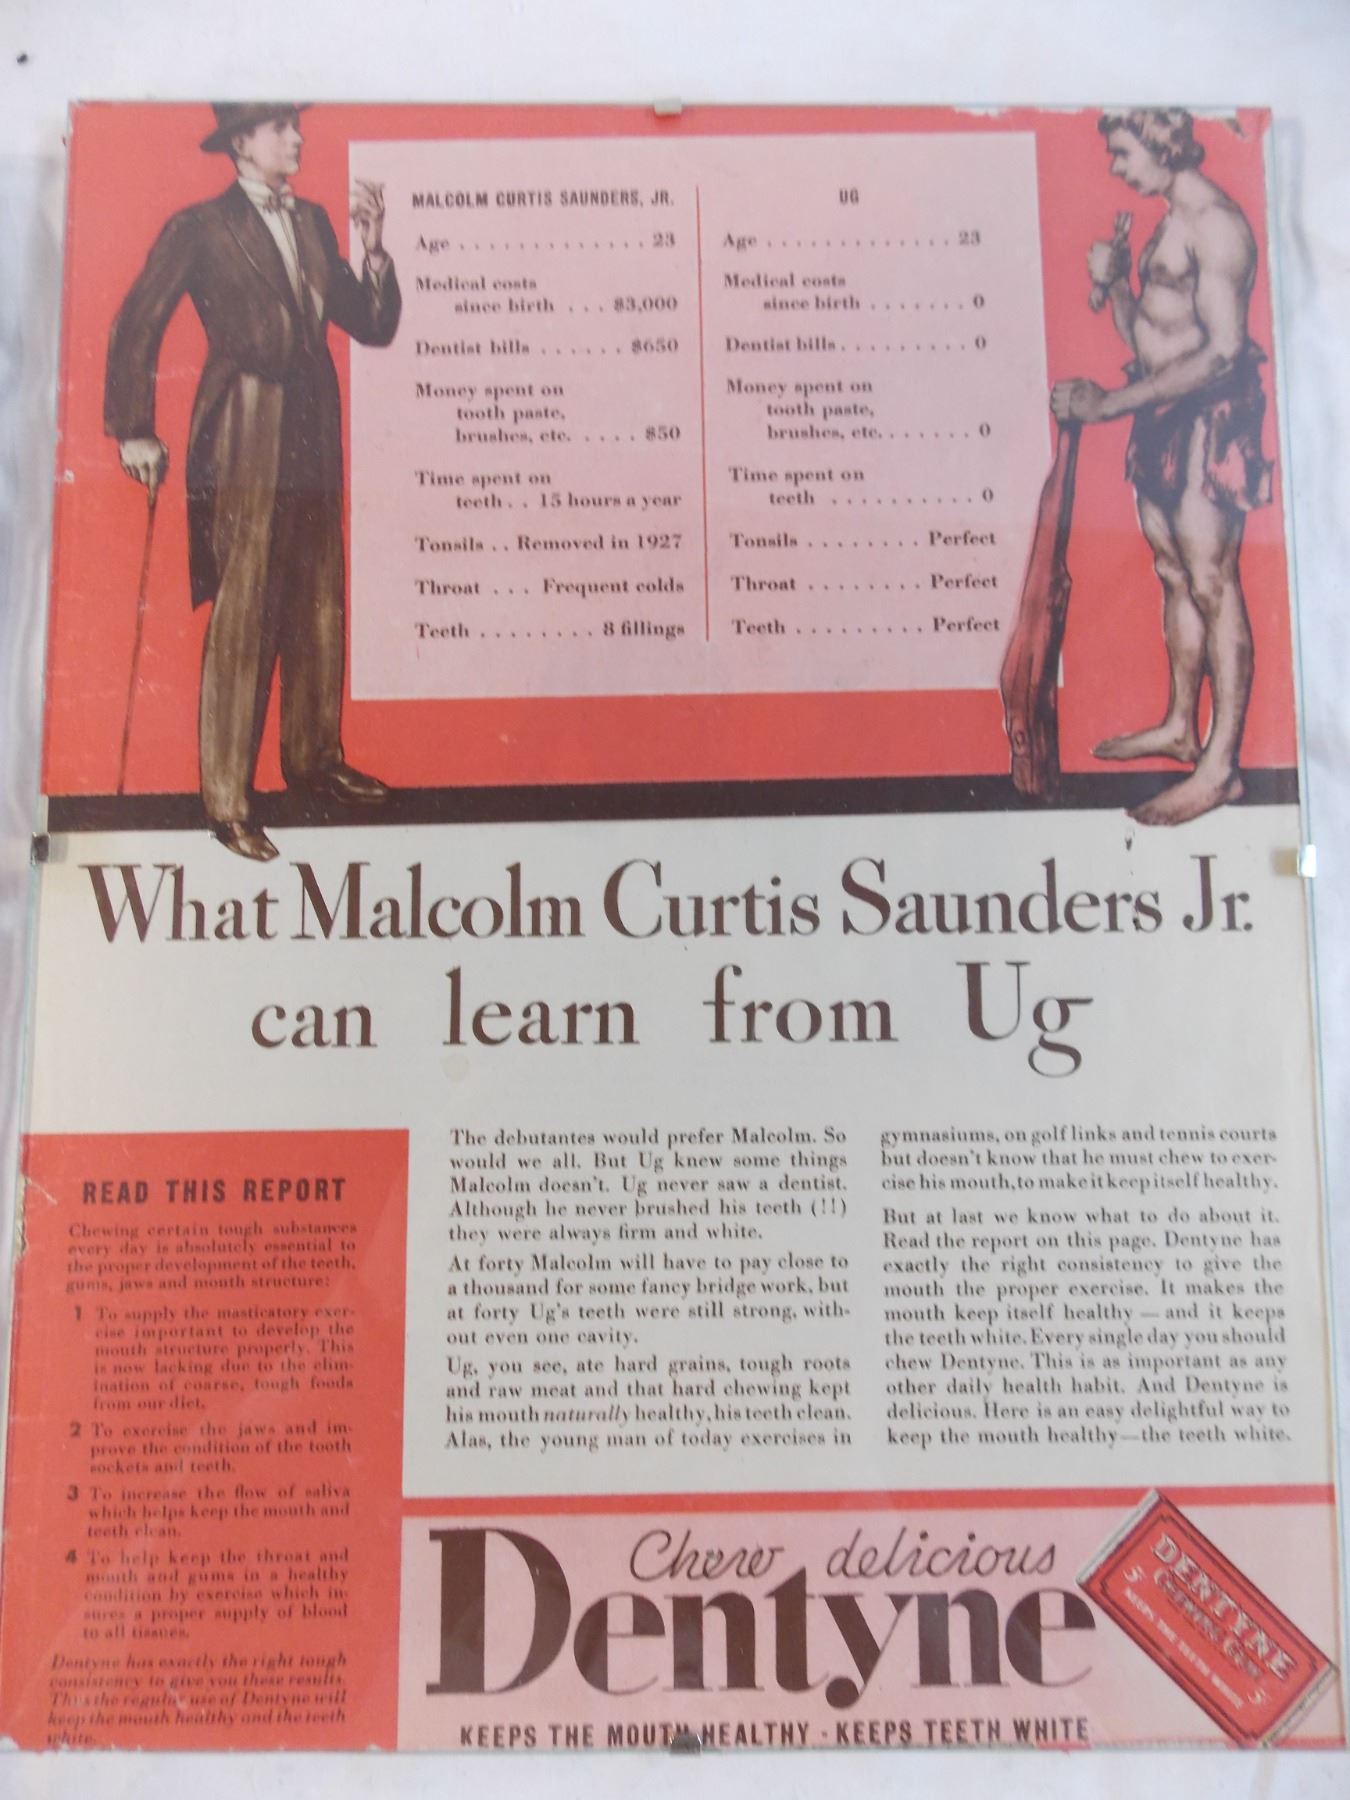 MALCOLM CURTIS SAUNDERS, JR.
Age . . . . . . . . . . . . . 23
Medical costs
since birth . . . $3,000
Dentist bills . . . . . . $650
Money spent on
tooth paste,
brushes, etc. . . . . $50
Time spent on
teeth . . 15 hours a year
Tonsils . . Removed in 1927
Throat . . . Frequent colds
Teeth . . . . . . . . 8 fillings
UG
Age . . . . . . . . . . . . . 23
Medical costs
since birth . . . . . . . 0
Dentist bills . . . . . . . . . 0
Money spent on
tooth paste,
brushes, etc. . . . . . . 0
Time spent on
teeth . . . . . . . . . . 0
Tonsils . . . . . . . . Perfect
Throat . . . . . . . . Perfect
Teeth . . . . . . . . . Perfect
What Malcolm Curtis Saunders Jr.
can learn from Ug
READ THIS REPORT
Chewing certain tough substances
every day is absolutely essential to
the proper development of the teeth,
gums, jaws and mouth structure:
1 To supply the masticatory exer-
cise important to develop the
mouth structure properly. This
is now lacking due to the elim-
ination of coarse, tough foods
from our diet.
2 To exercise the jaws and im-
prove the condition of the tooth
sockets and teeth.
3 To increase the flow of saliva
which helps keep the mouth and
teeth clean.
4 To help keep the throat and
mouth and gums in a healthy
condition by exercise which in-
sures a proper supply of blood
to all tissues.
Dentyne has exactly the right tough
consistency to give you these results.
Thus the regular use of Dentyne will
keep the mouth healthy and the teeth
white.
The debutantes would prefer Malcolm. So
would we all. But Ug knew some things
Malcolm doesn't. Ug never saw a dentist.
Although he never brushed his teeth (!!)
they were always firm and white.
At forty Malcolm will have to pay close to
a thousand for some fancy bridge work, but
at forty Ug's teeth were still strong, with-
out even one cavity.
Ug, you see, ate hard grains, tough roots
and raw meat and that hard chewing kept
his mouth naturally healthy, his teeth clean.
Alas, the young man of today exercises in
gymnasiums, on golf links and tennis courts
but doesn't know that he must chew to exer-
cise his mouth, to make it keep itself healthy.
But at last we know what to do about it.
Read the report on this page. Dentyne has
exactly the right consistency to give the
mouth the proper exercise. It makes the
mouth keep itself healthy — and it keeps
the teeth white. Every single day you should
chew Dentyne. This is as important as any
other daily health habit. And Dentyne is
delicious. Here is an easy delightful way to
keep the mouth healthy—the teeth white.
Chew delicious
Dentyne
KEEPS THE MOUTH HEALTHY · KEEPS TEETH WHITE
DENTYNE
CHEWING GUM
5¢ KEEPS THE TEETH WHITE 5¢